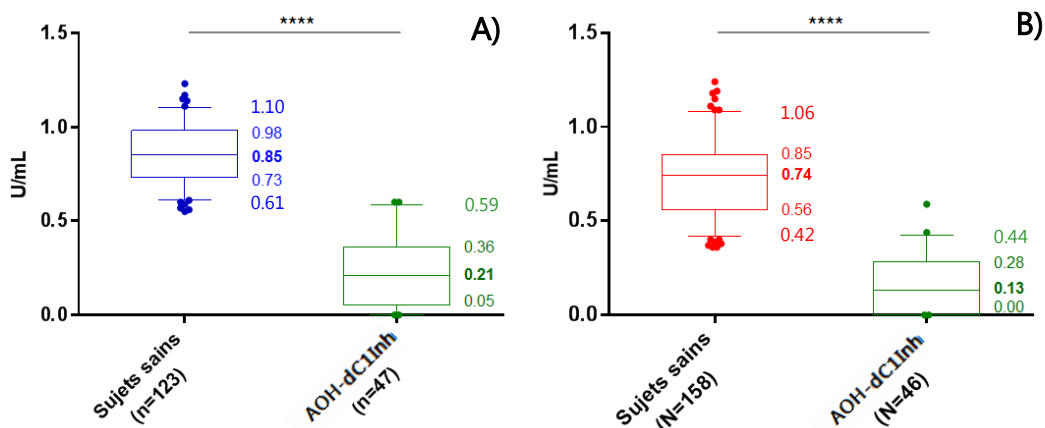 ****
A)
1.5
1.0
0.5
0.0
U/mL
1.10
0.98
0.85
0.73
0.61
0.59
0.36
0.21
0.05
Sujets sains
(n=123)
AOH-dC1Inh
(n=47)
****
B)
1.5
1.0
0.5
0.0
U/mL
1.06
0.85
0.74
0.56
0.42
0.44
0.28
0.13
0.00
Sujets sains
(N=158)
AOH-dC1Inh
(N=46)